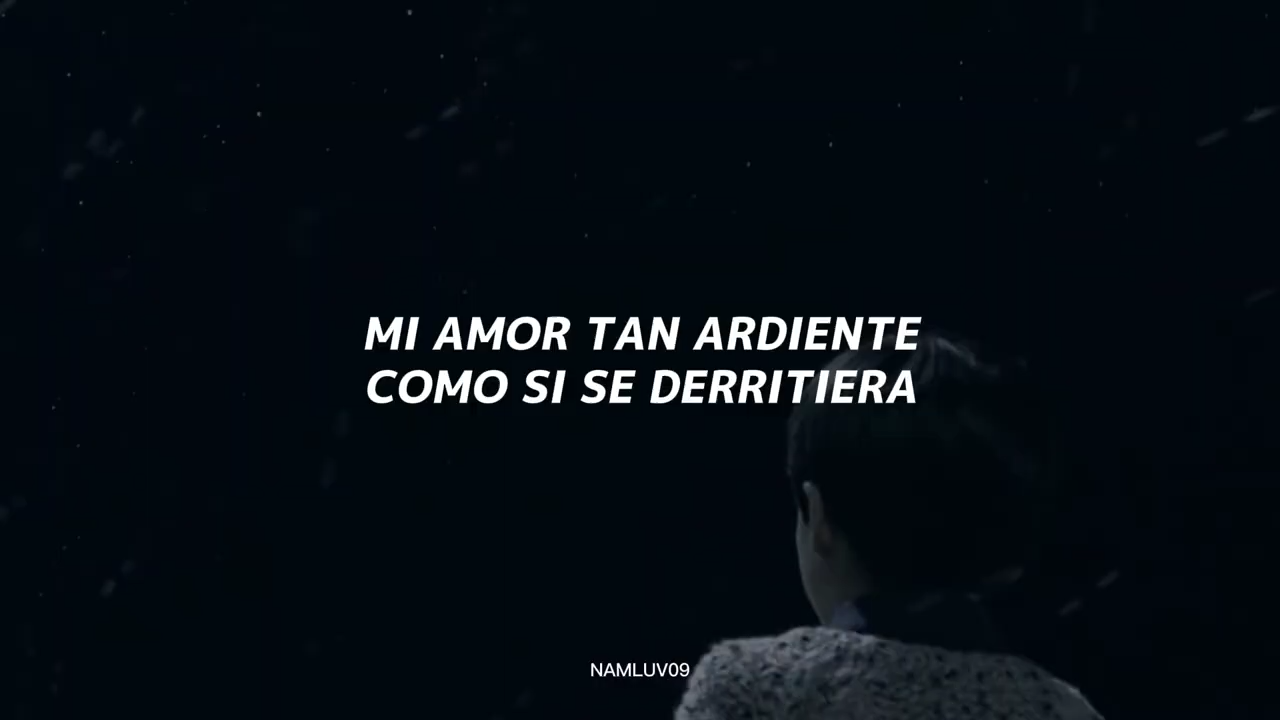 MI AMOR TAN ARDIENTE
COMO SI SE DERRITIERA
NAMLUV09